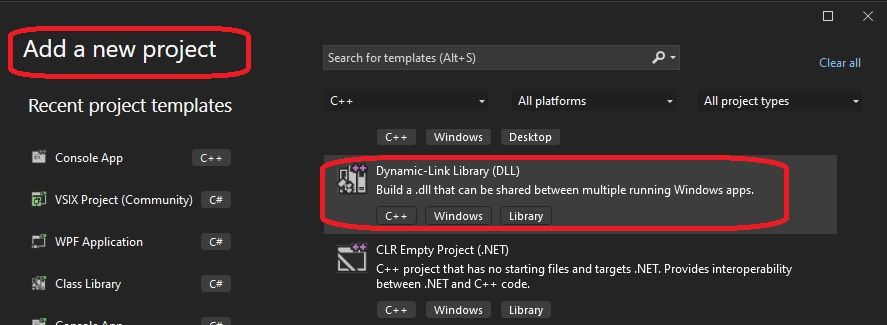 Add a new project
Search for templates (Alt+S)
Clear all
Recent project templates
C++
All platforms
All project types
C++ Windows Desktop
Console App C++
Dynamic-Link Library (DLL)
Build a .dll that can be shared between multiple running Windows apps.
C++ Windows Library
VSIX Project (Community) C#
WPF Application C#
CLR Empty Project (.NET)
C++ project that has no starting files and targets .NET. Provides interoperability
between .NET and C++ code.
C++ Windows Library
Class Library C#
Console App C#